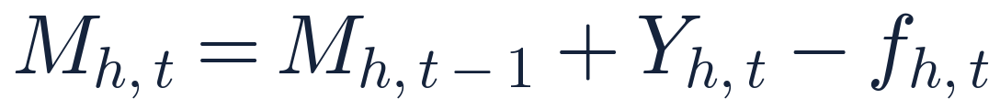 $M_{h,t} = M_{h,t-1} + Y_{h,t} - f_{h,t}$